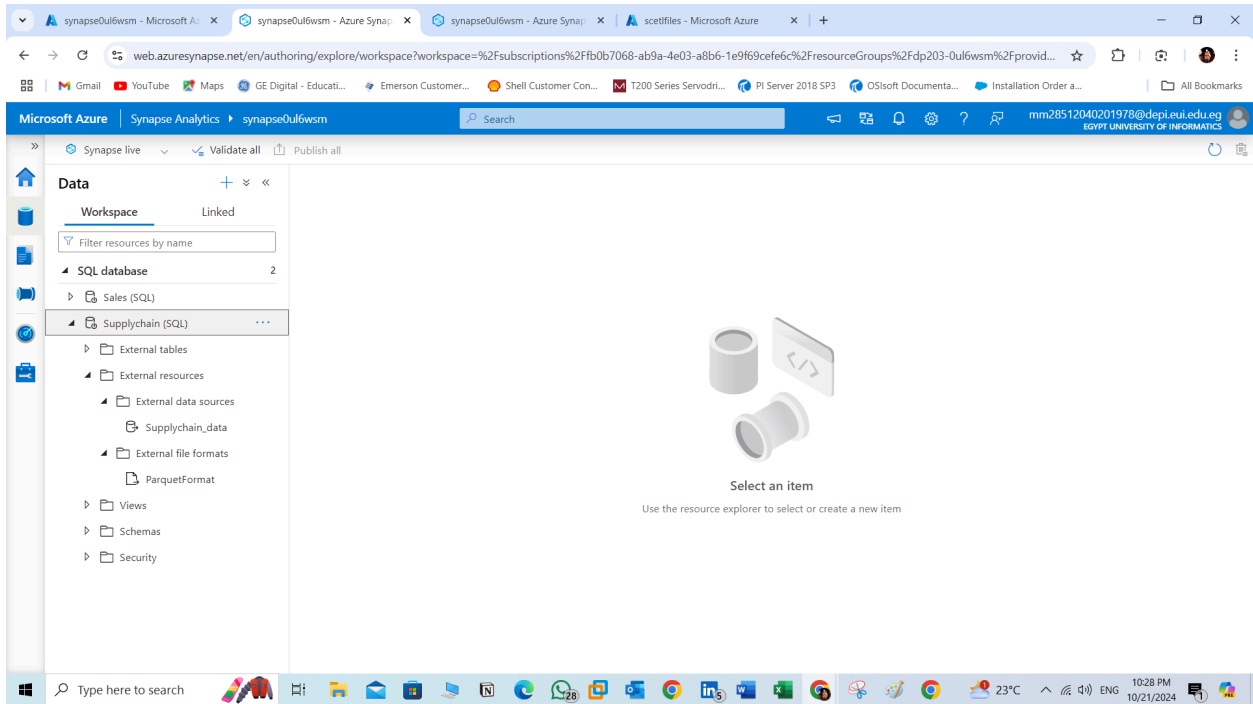 synapse0ul6wsm - Microsoft Az
synapse0ul6wsm - Azure Synap
synapse0ul6wsm - Azure Synap
scetlfiles - Microsoft Azure
web.azuresynapse.net/en/authoring/explore/workspace?workspace=%2Fsubscriptions%2Ffb0b7068-ab9a-4e03-a8b6-1e9f69cefe6c%2FresourceGroups%2Fdp203-0ul6wsm%2Fprovid...
Gmail
YouTube
Maps
GE Digital - Educati...
Emerson Customer...
Shell Customer Con...
T200 Series Servodri...
PI Server 2018 SP3
OSIsoft Documenta...
Installation Order a...
All Bookmarks
Microsoft Azure
Synapse Analytics
synapse0ul6wsm
Search
mm28512040201978@depi.eui.edu.eg
EGYPT UNIVERSITY OF INFORMATICS
Synapse live
Validate all
Publish all
Data
Workspace
Linked
Filter resources by name
SQL database
2
Sales (SQL)
Supplychain (SQL)
External tables
External resources
External data sources
Supplychain_data
External file formats
ParquetFormat
Views
Schemas
Security
Select an item
Use the resource explorer to select or create a new item
Type here to search
28
5
23°C
ENG
10:28 PM
10/21/2024
1